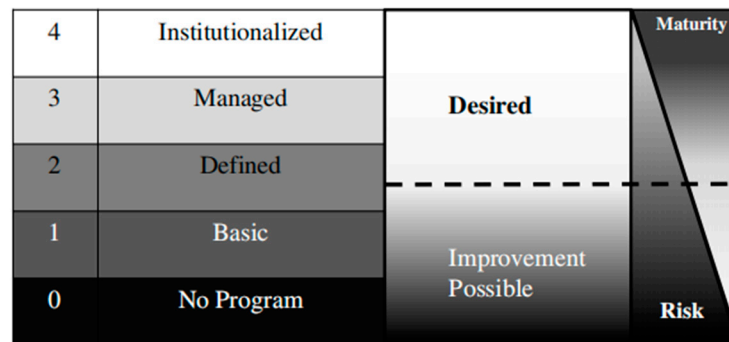 4 Institutionalized
Maturity
3 Managed
Desired
2 Defined
1 Basic
Improvement
Possible
0 No Program
Risk